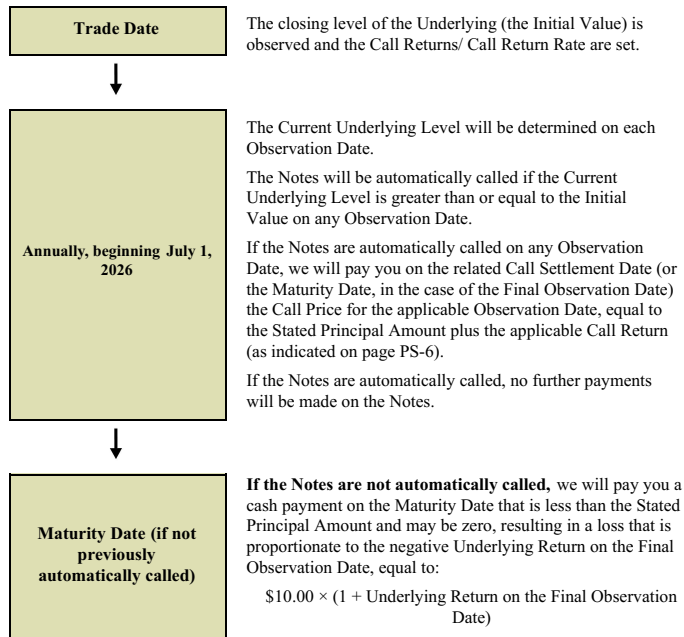 Trade Date
The closing level of the Underlying (the Initial Value) is
observed and the Call Returns/ Call Return Rate are set.
Annually, beginning July 1,
2026
The Current Underlying Level will be determined on each
Observation Date.
The Notes will be automatically called if the Current
Underlying Level is greater than or equal to the Initial
Value on any Observation Date.
If the Notes are automatically called on any Observation
Date, we will pay you on the related Call Settlement Date (or
the Maturity Date, in the case of the Final Observation Date)
the Call Price for the applicable Observation Date, equal to
the Stated Principal Amount plus the applicable Call Return
(as indicated on page PS-6).
If the Notes are automatically called, no further payments
will be made on the Notes.
Maturity Date (if not
previously
automatically called)
If the Notes are not automatically called, we will pay you a
cash payment on the Maturity Date that is less than the Stated
Principal Amount and may be zero, resulting in a loss that is
proportionate to the negative Underlying Return on the Final
Observation Date, equal to:
$10.00 × (1 + Underlying Return on the Final Observation
Date)